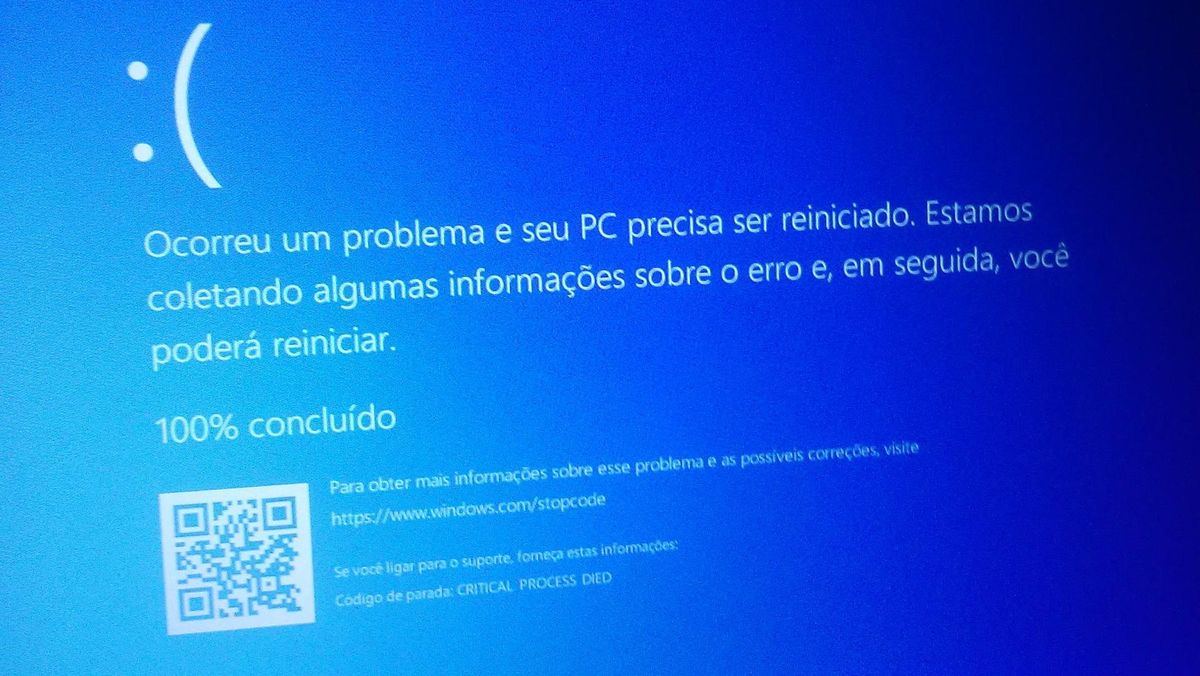 :(
Ocorreu um problema e seu PC precisa ser reiniciado. Estamos
coletando algumas informações sobre o erro e, em seguida, você
poderá reiniciar.
100% concluído
Para obter mais informações sobre esse problema e as possíveis correções, visite
https://www.windows.com/stopcode
Se você ligar para o suporte, forneça estas informações:
Código de parada: CRITICAL PROCESS DIED